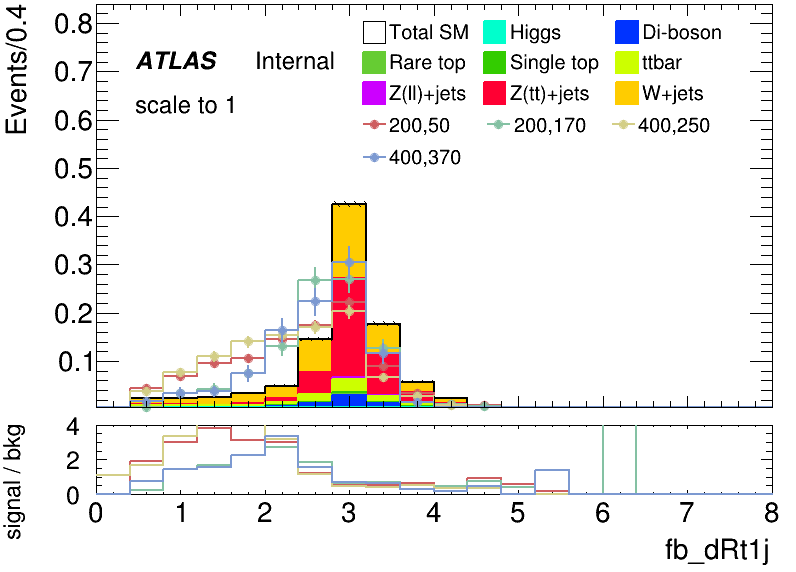 Events/0.4
0.8
0.7
0.6
0.5
0.4
0.3
0.2
0.1
ATLAS Internal
scale to 1
Total SM Higgs Di-boson
Rare top Single top ttbar
Z(ll)+jets Z(tt)+jets W+jets
200,50 200,170 400,250
400,370
signal / bkg
4
2
0
0 1 2 3 4 5 6 7 8
fb_dRt1j